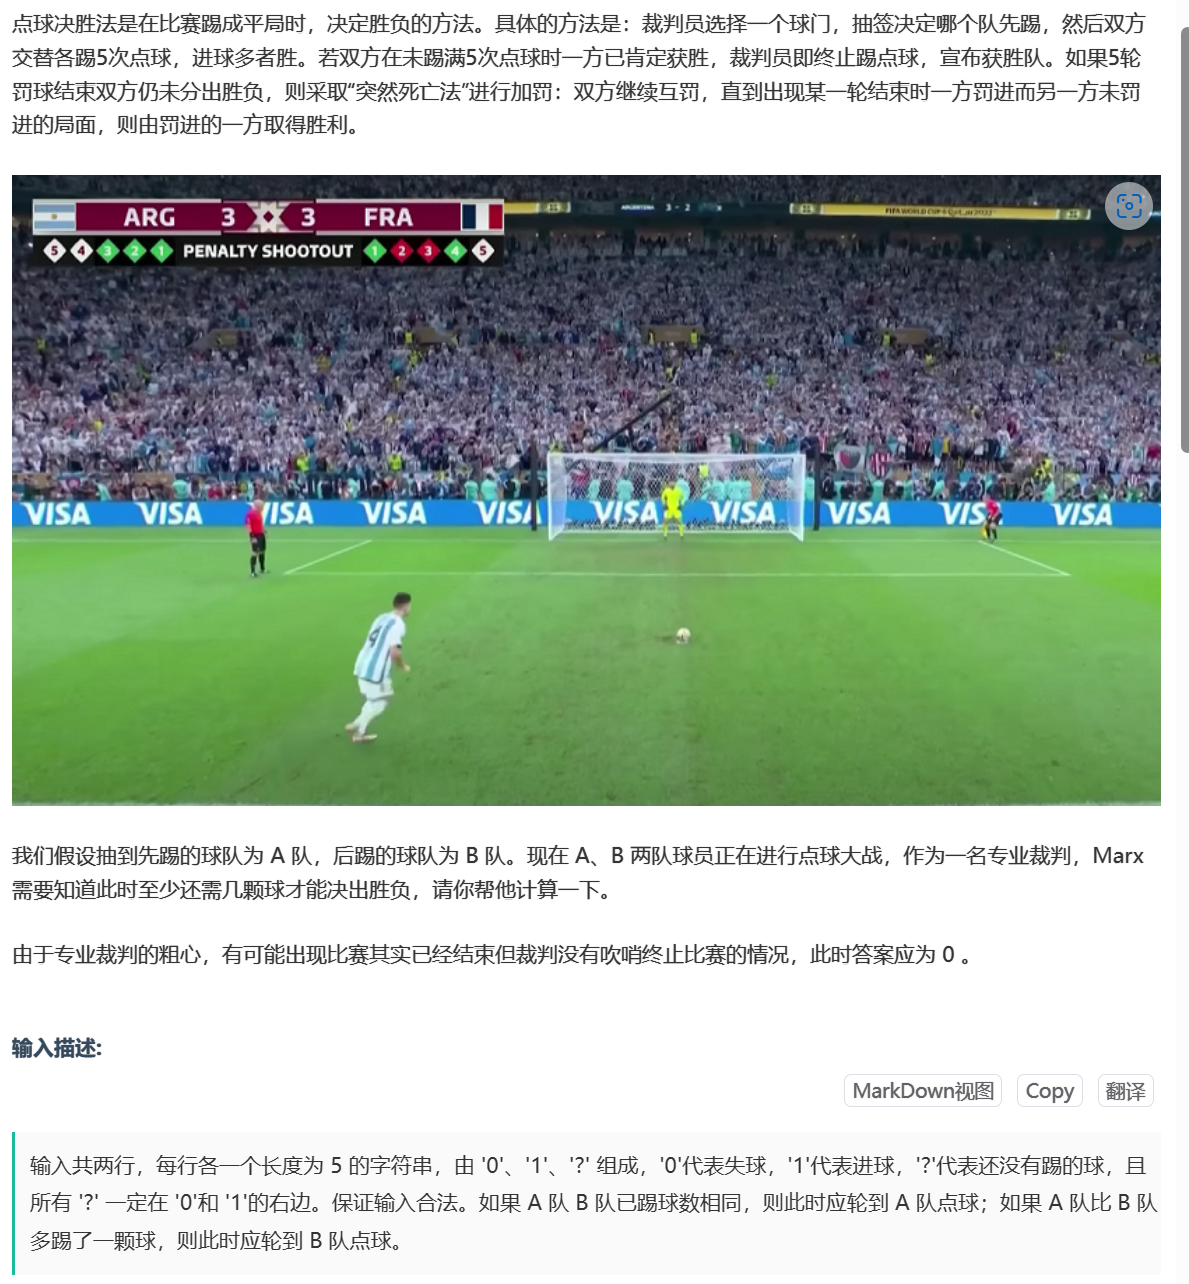 点球决胜法是在比赛踢成平局时，决定胜负的方法。具体的方法是：裁判员选择一个球门，抽签决定哪个队先踢，然后双方
交替各踢5次点球，进球多者胜。若双方在未踢满5次点球时一方已肯定获胜，裁判员即终止踢点球，宣布获胜队。如果5轮
罚球结束双方仍未分出胜负，则采取“突然死亡法”进行加罚：双方继续互罚，直到出现某一轮结束时一方罚进而另一方未罚
进的局面，则由罚进的一方取得胜利。
ARG 3 3 FRA
5 4 3 2 1 PENALTY SHOOTOUT 1 2 3 4 5
ARGENTINA 3 - 2
VISA VISA VISA VISA VISA VISA VISA VISA VISA VISA
4
我们假设抽到先踢的球队为 A 队，后踢的球队为 B 队。现在 A、B 两队球员正在进行点球大战，作为一名专业裁判，Marx
需要知道此时至少还需几颗球才能决出胜负，请你帮他计算一下。
由于专业裁判的粗心，有可能出现比赛其实已经结束但裁判没有吹哨终止比赛的情况，此时答案应为 0 。
输入描述:
MarkDown视图 Copy 翻译
输入共两行，每行各一个长度为 5 的字符串，由 '0'、'1'、'?' 组成，'0'代表失球，'1'代表进球，'?'代表还没有踢的球，且
所有 '?' 一定在 '0'和 '1'的右边。保证输入合法。如果 A 队 B 队已踢球数相同，则此时应轮到 A 队点球；如果 A 队比 B 队
多踢了一颗球，则此时应轮到 B 队点球。